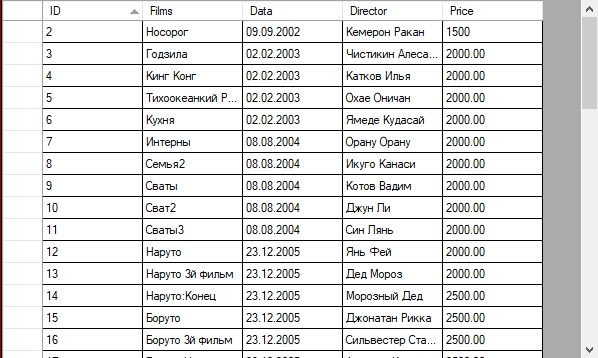 ID Films Data Director Price
2 Носорог 09.09.2002 Кемерон Ракан 1500
3 Годзила 02.02.2003 Чистикин Алеса... 2000.00
4 Кинг Конг 02.02.2003 Катков Илья 2000.00
5 Тихоокеанкий Р... 02.02.2003 Охае Оничан 2000.00
6 Кухня 02.02.2003 Ямеде Кудасай 2000.00
7 Интерны 08.08.2004 Орану Орану 2000.00
8 Семья2 08.08.2004 Икуго Канаси 2000.00
9 Сваты 08.08.2004 Котов Вадим 2000.00
10 Сват2 08.08.2004 Джун Ли 2000.00
11 Сваты3 08.08.2004 Син Лянь 2000.00
12 Наруто 23.12.2005 Янь Фей 2000.00
13 Наруто 3й фильм 23.12.2005 Дед Мороз 2000.00
14 Наруто:Конец 23.12.2005 Морозный Дед 2500.00
15 Боруто 23.12.2005 Джонатан Рикка 2500.00
16 Боруто 3й фильм 23.12.2005 Сильвестер Ста... 2500.00